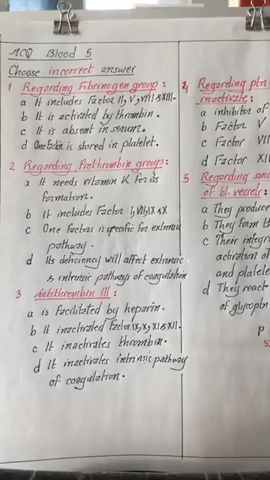 MCQ Blood 5
Choose incorrect answer
1 Regarding Fibrinogen group:
a It includes Factor II, V, VIII & XIII.
b It is activated by thrombin.
c It is absent in serum.
d One factor is stored in platelet.
2 Regarding Prothrombin group:
a It needs vitamin K for its
formation.
b It includes Factor I, VII, IX & X
c One factor is specific for extrinsic
pathway.
d Its deficiency will affect extrinsic
& intrinsic pathways of coagulation
3 Antithrombin III:
a is facilitated by heparin.
b It inactivated Factor IX, X, XI & XII.
c It inactivates thrombin.
d It inactivates intrinsic pathway
of coagulation.
4 Regarding ptn
inactivate:
a inhibitor of
b Factor V
c Factor VII
d Factor XI
5 Regarding
of bl. vessels:
a They produce
b They form th
c Their integr
activation of
and platele
d They react
of glycoptn
P